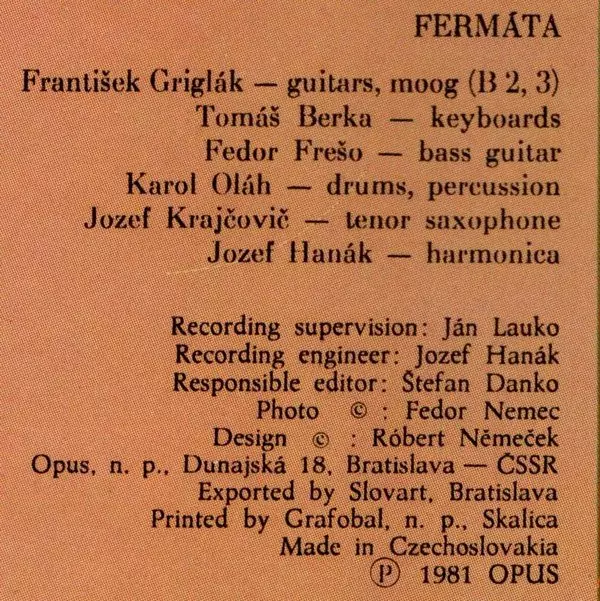 FERMÁTA
František Griglák — guitars, moog (B 2, 3)
Tomáš Berka — keyboards
Fedor Frešo — bass guitar
Karol Oláh — drums, percussion
Jozef Krajčovič — tenor saxophone
Jozef Hanák — harmonica
Recording supervision: Ján Lauko
Recording engineer: Jozef Hanák
Responsible editor: Štefan Danko
Photo © : Fedor Nemec
Design © : Róbert Němeček
Opus, n. p., Dunajská 18, Bratislava — ČSSR
Exported by Slovart, Bratislava
Printed by Grafobal, n. p., Skalica
Made in Czechoslovakia
℗ 1981 OPUS